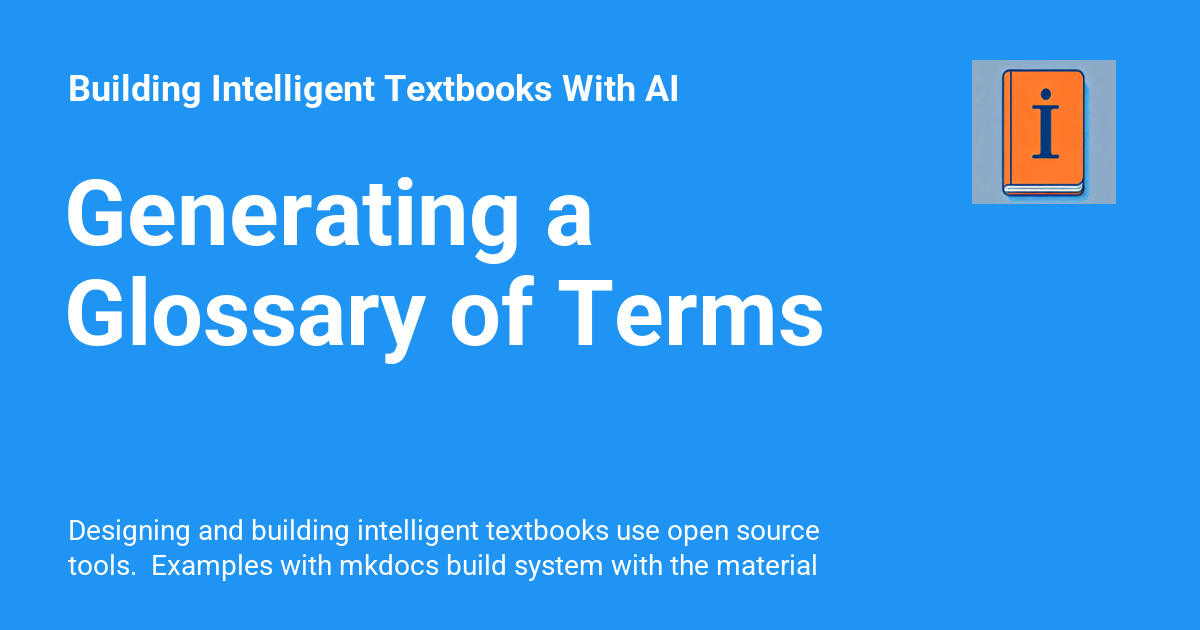 Building Intelligent Textbooks With AI
i
Generating a
Glossary of Terms
Designing and building intelligent textbooks use open source
tools.  Examples with mkdocs build system with the material